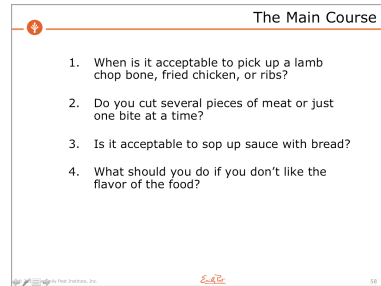 The Main Course
1. When is it acceptable to pick up a lamb
chop bone, fried chicken, or ribs?
2. Do you cut several pieces of meat or just
one bite at a time?
3. Is it acceptable to sop up sauce with bread?
4. What should you do if you don't like the
flavor of the food?
Post Institute, Inc.
Emily Post
58